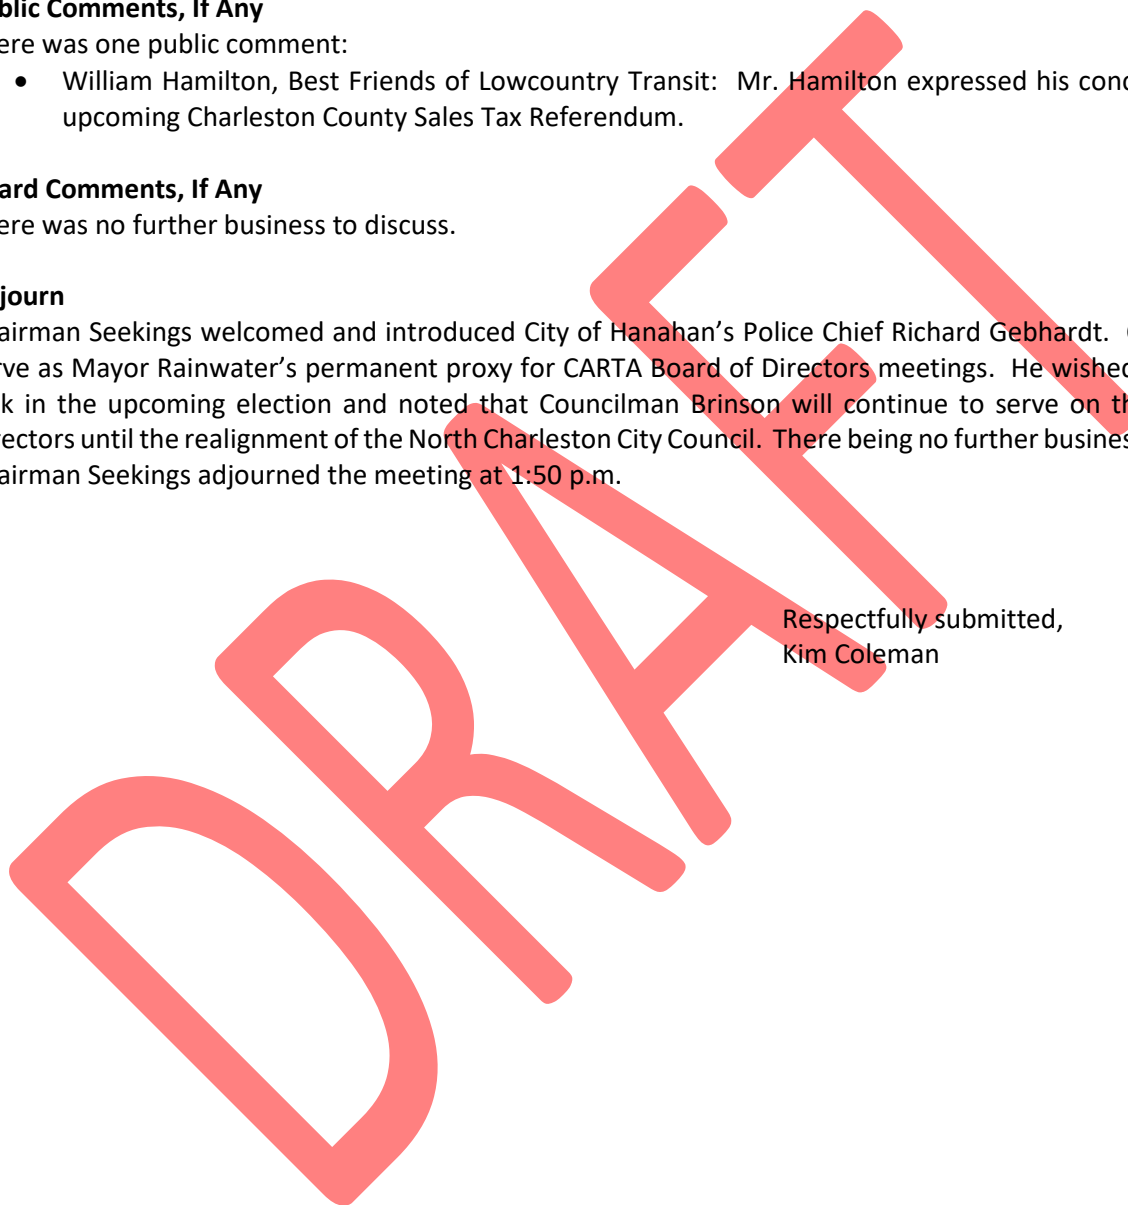 blic Comments, If Any
ere was one public comment:
• William Hamilton, Best Friends of Lowcountry Transit: Mr. Hamilton expressed his conc
upcoming Charleston County Sales Tax Referendum.
ard Comments, If Any
ere was no further business to discuss.
journ
airman Seekings welcomed and introduced City of Hanahan’s Police Chief Richard Gebhardt.
rve as Mayor Rainwater’s permanent proxy for CARTA Board of Directors meetings. He wished
k in the upcoming election and noted that Councilman Brinson will continue to serve on th
rectors until the realignment of the North Charleston City Council. There being no further busines
airman Seekings adjourned the meeting at 1:50 p.m.
Respectfully submitted,
Kim Coleman
DRAFT